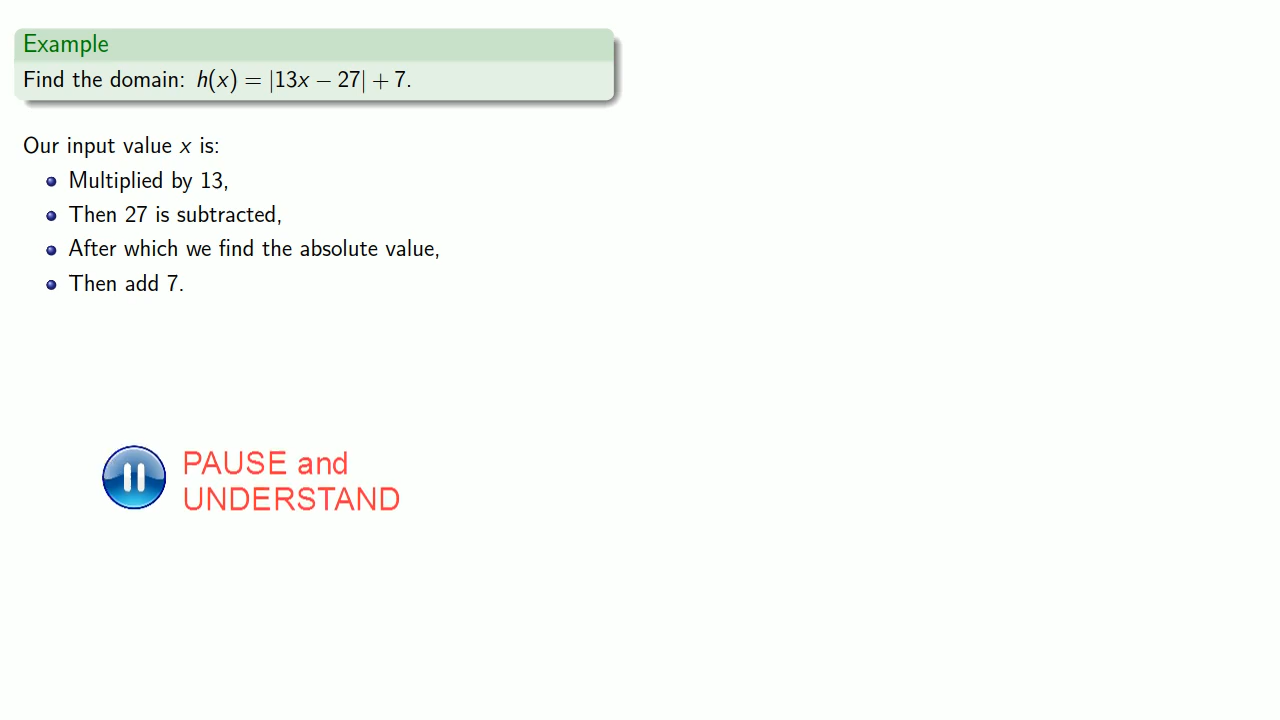 Example
Find the domain: h(x) = |13x − 27| + 7.
Our input value x is:
Multiplied by 13,
Then 27 is subtracted,
After which we find the absolute value,
Then add 7.
PAUSE and
UNDERSTAND